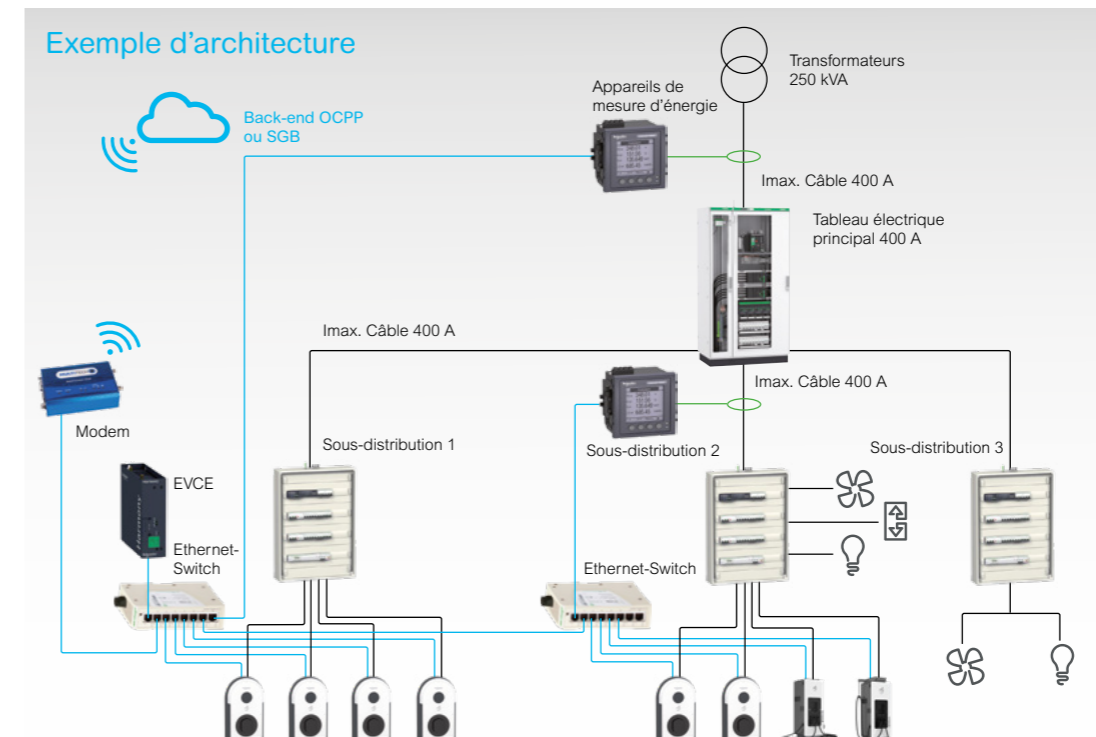 Exemple d'architecture
Transformateurs
250 kVA
Appareils de
mesure d'énergie
Back-end OCPP
ou SGB
Imax. Câble 400 A
Tableau électrique
principal 400 A
Imax. Câble 400 A
Imax. Câble 400 A
Modem
Sous-distribution 1
Sous-distribution 2
Sous-distribution 3
EVCE
Harmony
Ethernet-
Switch
Ethernet-Switch